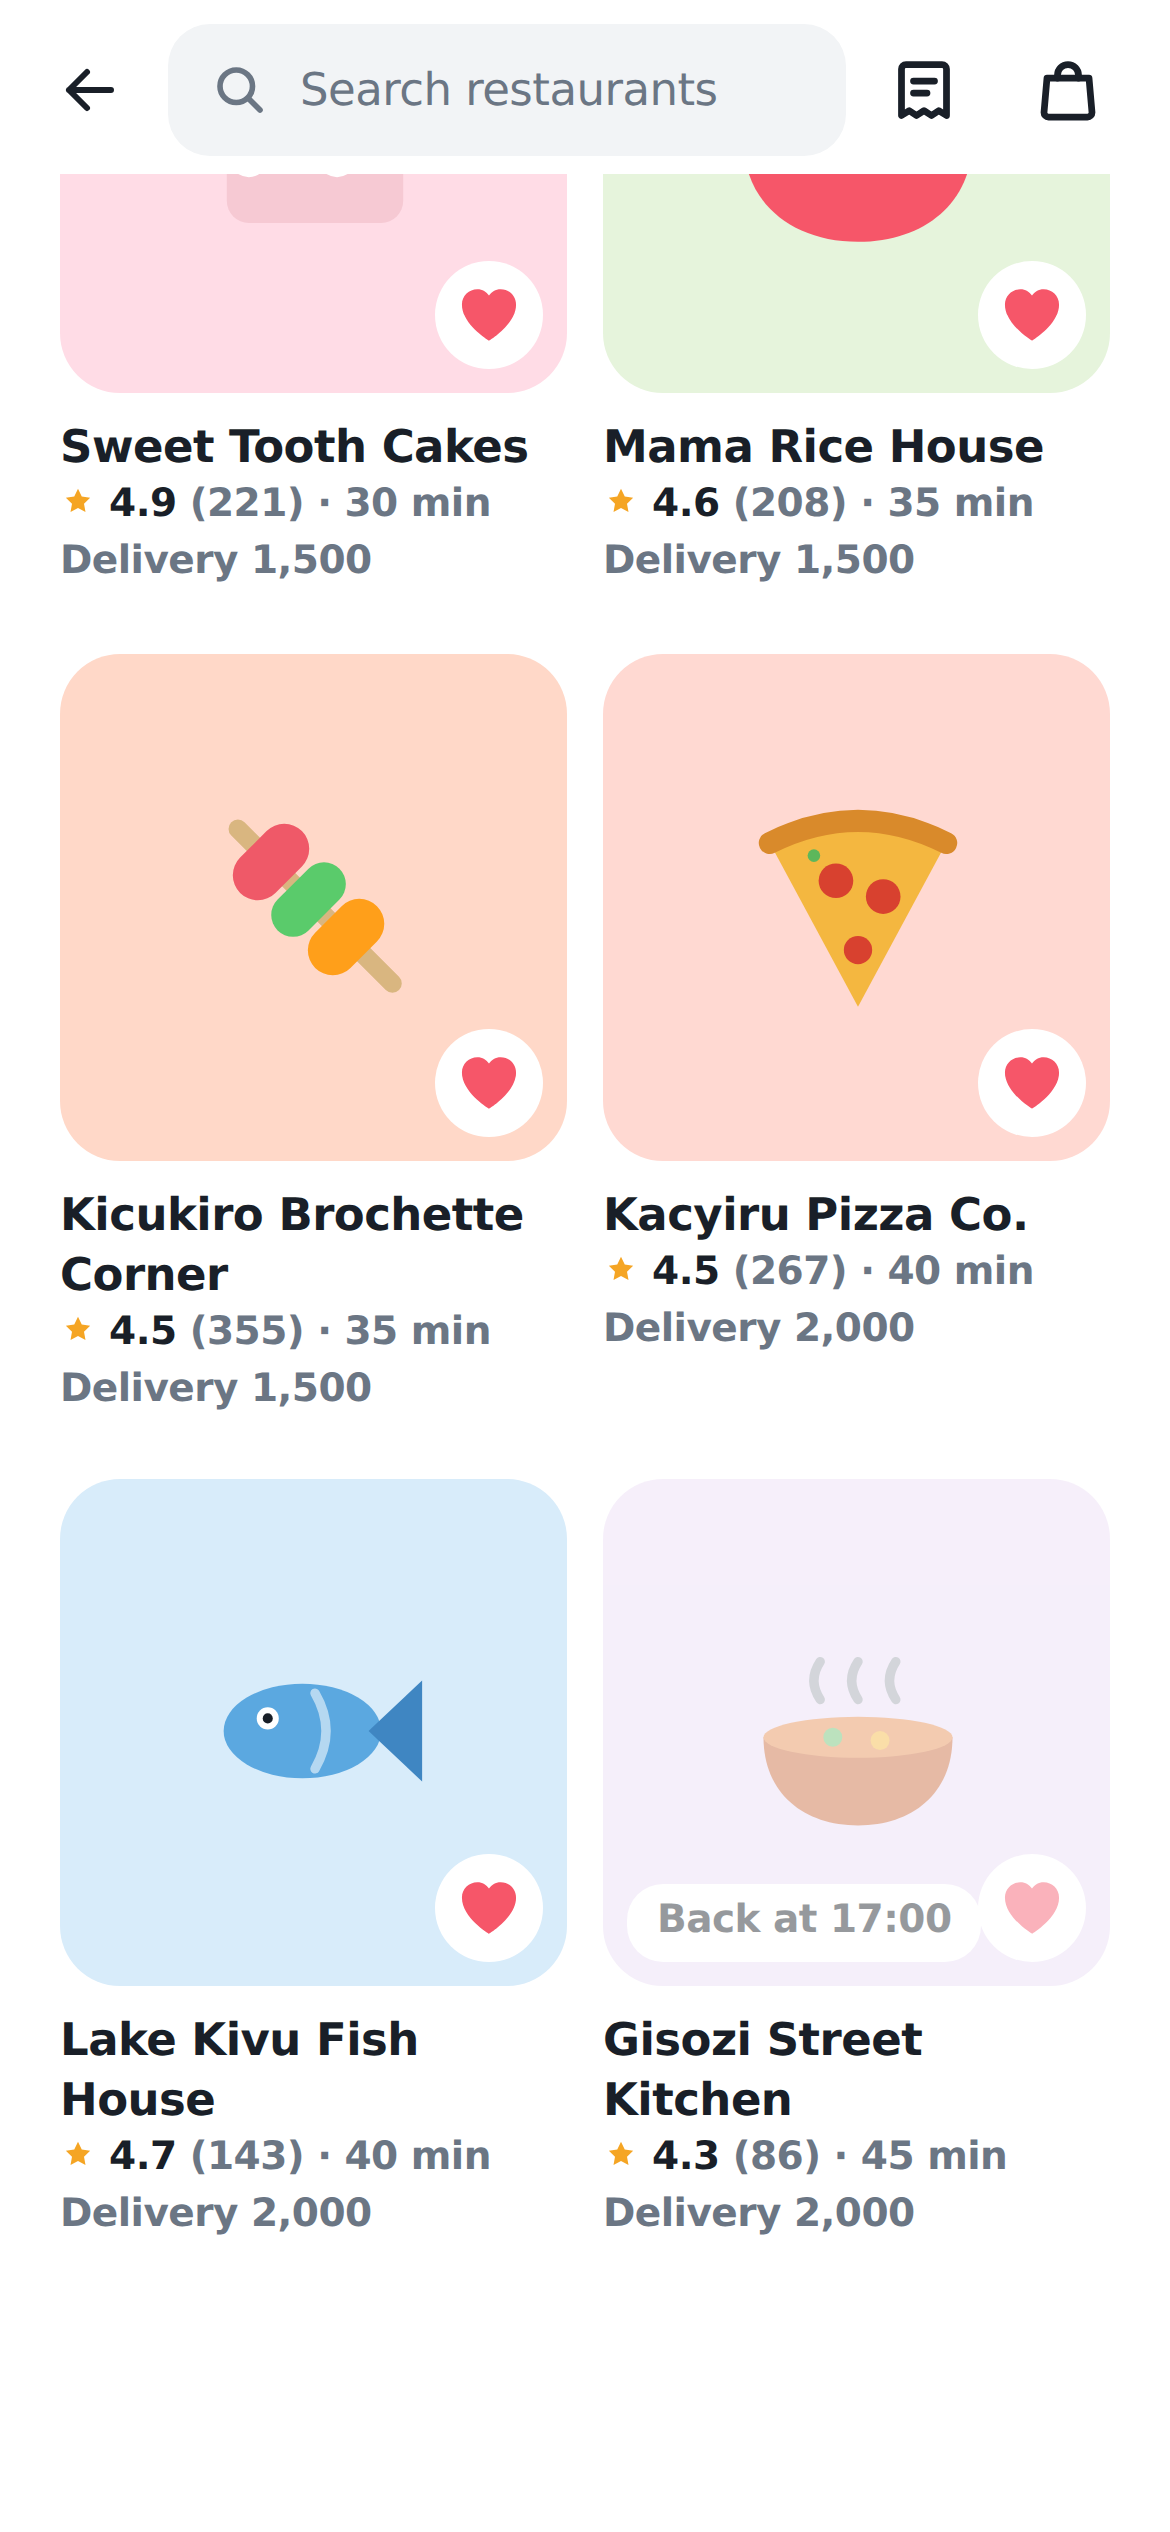 Search restaurants
Sweet Tooth Cakes
4.9 (221) · 30 min
Delivery 1,500
Mama Rice House
4.6 (208) · 35 min
Delivery 1,500
Kicukiro Brochette
Corner
4.5 (355) · 35 min
Delivery 1,500
Kacyiru Pizza Co.
4.5 (267) · 40 min
Delivery 2,000
Lake Kivu Fish
House
4.7 (143) · 40 min
Delivery 2,000
Back at 17:00
Gisozi Street
Kitchen
4.3 (86) · 45 min
Delivery 2,000